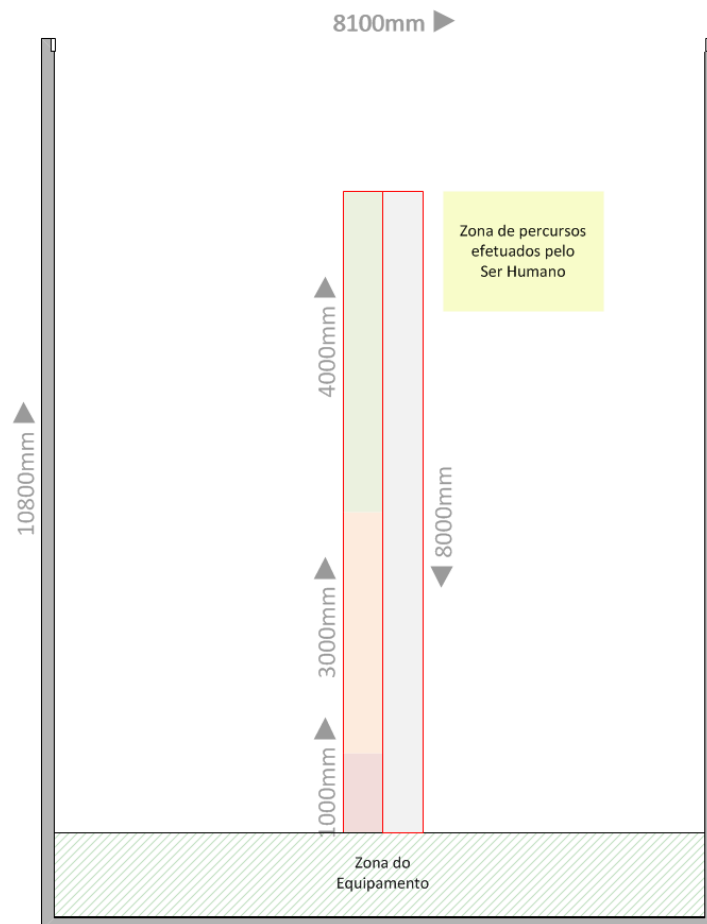 8100mm
Zona de percursos
efetuados pelo
Ser Humano
4000mm
10800mm
8000mm
3000mm
1000mm
Zona do
Equipamento